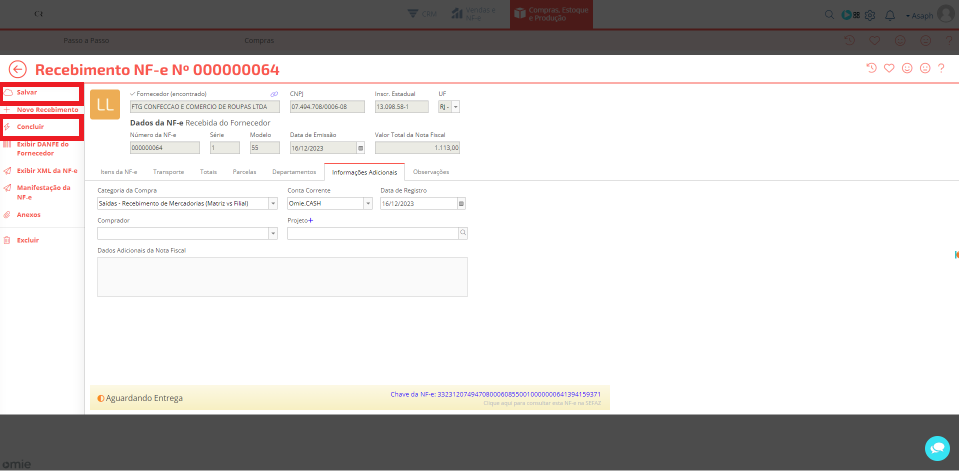 CRM
Vendas e
NF-e
Compras, Estoque
e Produção
Asaph
Passo a Passo
Compras
Recebimento NF-e Nº 000000064
?
Salvar
Novo Recebimento
Concluir
Exibir DANFE do
Fornecedor
Exibir XML da NF-e
Manifestação da
NF-e
Anexos
Excluir
LL
Fornecedor (encontrado)
CNPJ
Inscr. Estadual
UF
FTG CONFECCAO E COMERCIO DE ROUPAS LTDA
07.494.708/0006-08
13.098.58-1
RJ -
Dados da NF-e Recebida do Fornecedor
Número da NF-e
Série
Modelo
Data de Emissão
Valor Total da Nota Fiscal
000000064
1
55
16/12/2023
1.113,00
Itens da NF-e
Transporte
Totais
Parcelas
Departamentos
Informações Adicionais
Observações
Categoria da Compra
Conta Corrente
Data de Registro
Saídas - Recebimento de Mercadorias (Matriz vs Filial)
Omie.CASH
16/12/2023
Comprador
Projeto+
Dados Adicionais da Nota Fiscal
Aguardando Entrega
Chave da NF-e: 33231207494708000608550010000000641394159371
Clique aqui para consultar essa NF-e na SEFAZ
omie